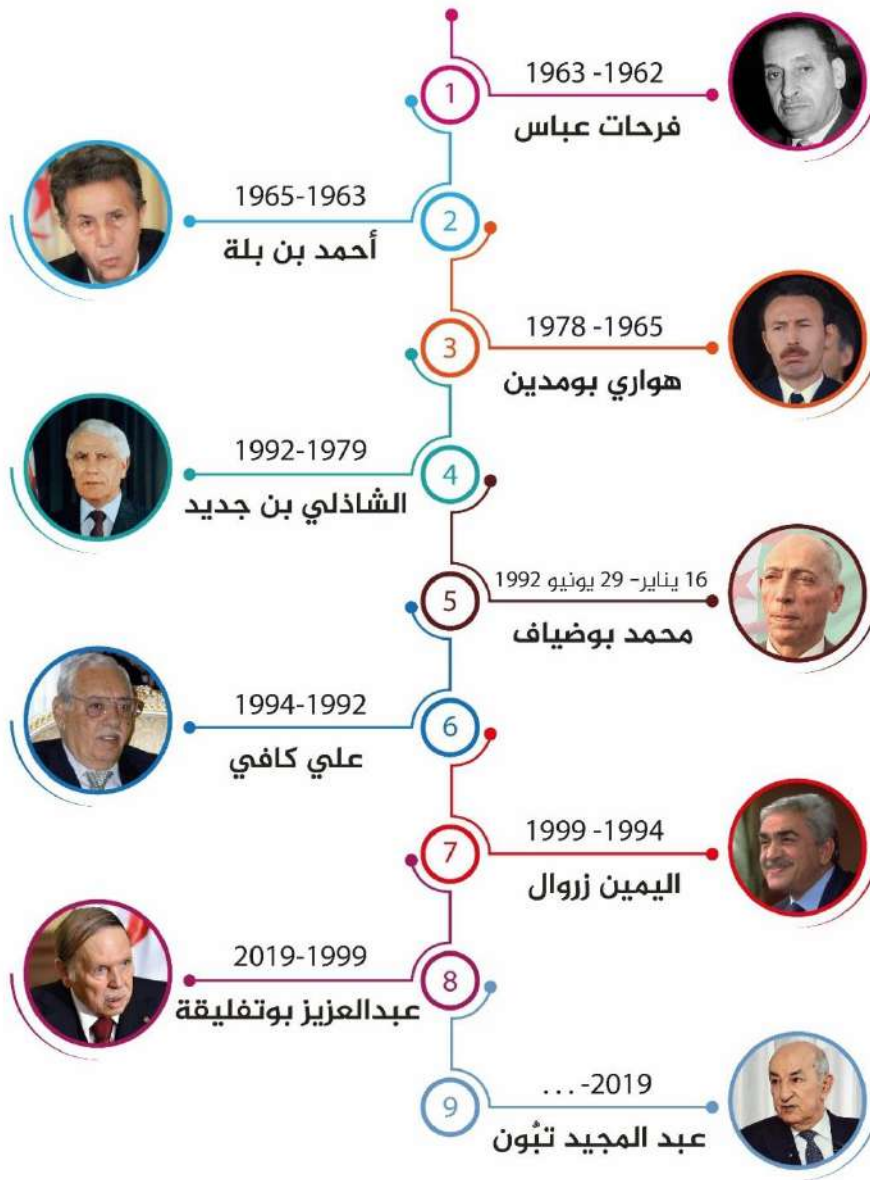 1
1962- 1963
فرحات عباس
2
1963-1965
أحمد بن بلة
3
1965- 1978
هواري بومدين
4
1979-1992
الشاذلي بن جديد
5
16 يناير- 29 يونيو 1992
محمد بوضياف
6
1992-1994
علي كافي
7
1994- 1999
اليمين زروال
8
1999-2019
عبدالعزيز بوتفليقة
9
2019-...
عبد المجيد تبُون